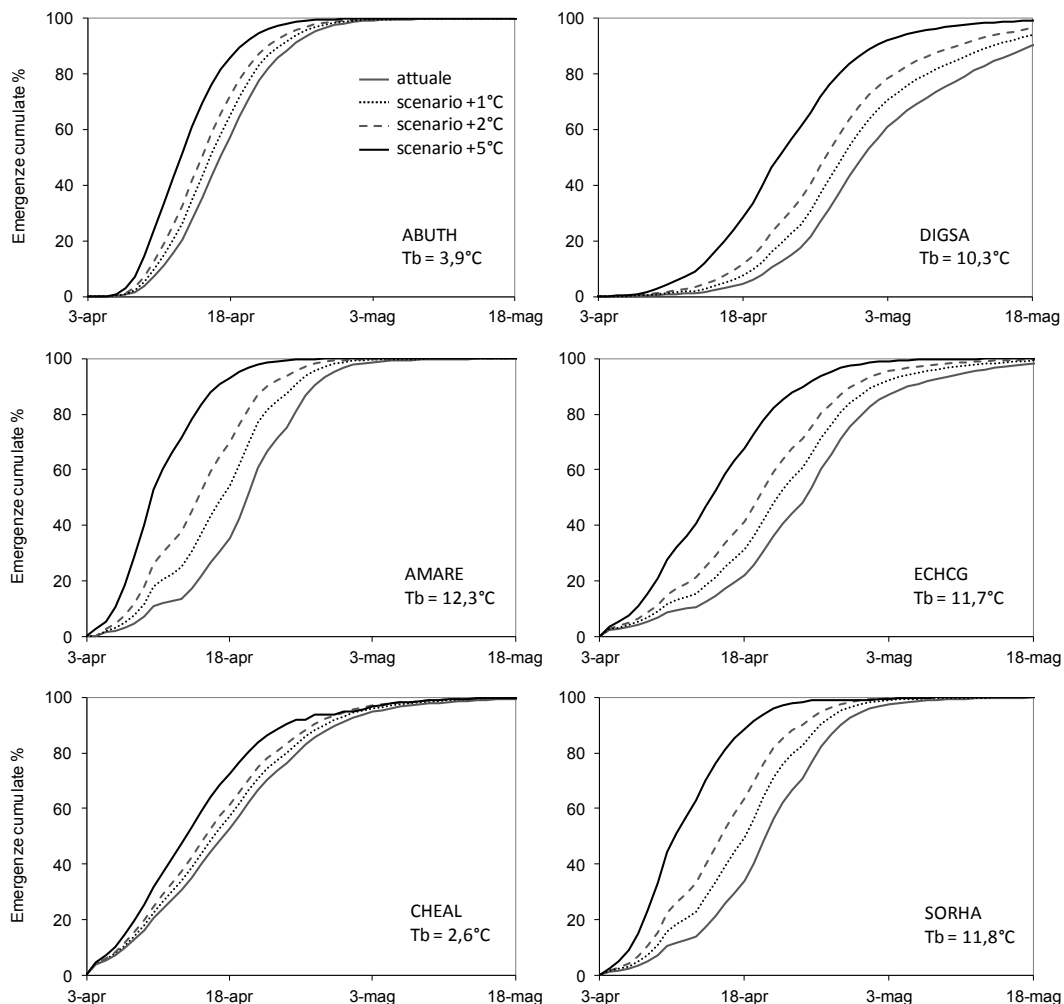 Emergenze cumulate %
100
80
60
40
20
0
3-apr 18-apr 3-mag 18-mag
attuale
scenario +1°C
scenario +2°C
scenario +5°C
ABUTH
Tb = 3,9°C
100
80
60
40
20
0
3-apr 18-apr 3-mag 18-mag
DIGSA
Tb = 10,3°C
Emergenze cumulate %
100
80
60
40
20
0
3-apr 18-apr 3-mag 18-mag
AMARE
Tb = 12,3°C
100
80
60
40
20
0
3-apr 18-apr 3-mag 18-mag
ECHCG
Tb = 11,7°C
Emergenze cumulate %
100
80
60
40
20
0
3-apr 18-apr 3-mag 18-mag
CHEAL
Tb = 2,6°C
100
80
60
40
20
0
3-apr 18-apr 3-mag 18-mag
SORHA
Tb = 11,8°C